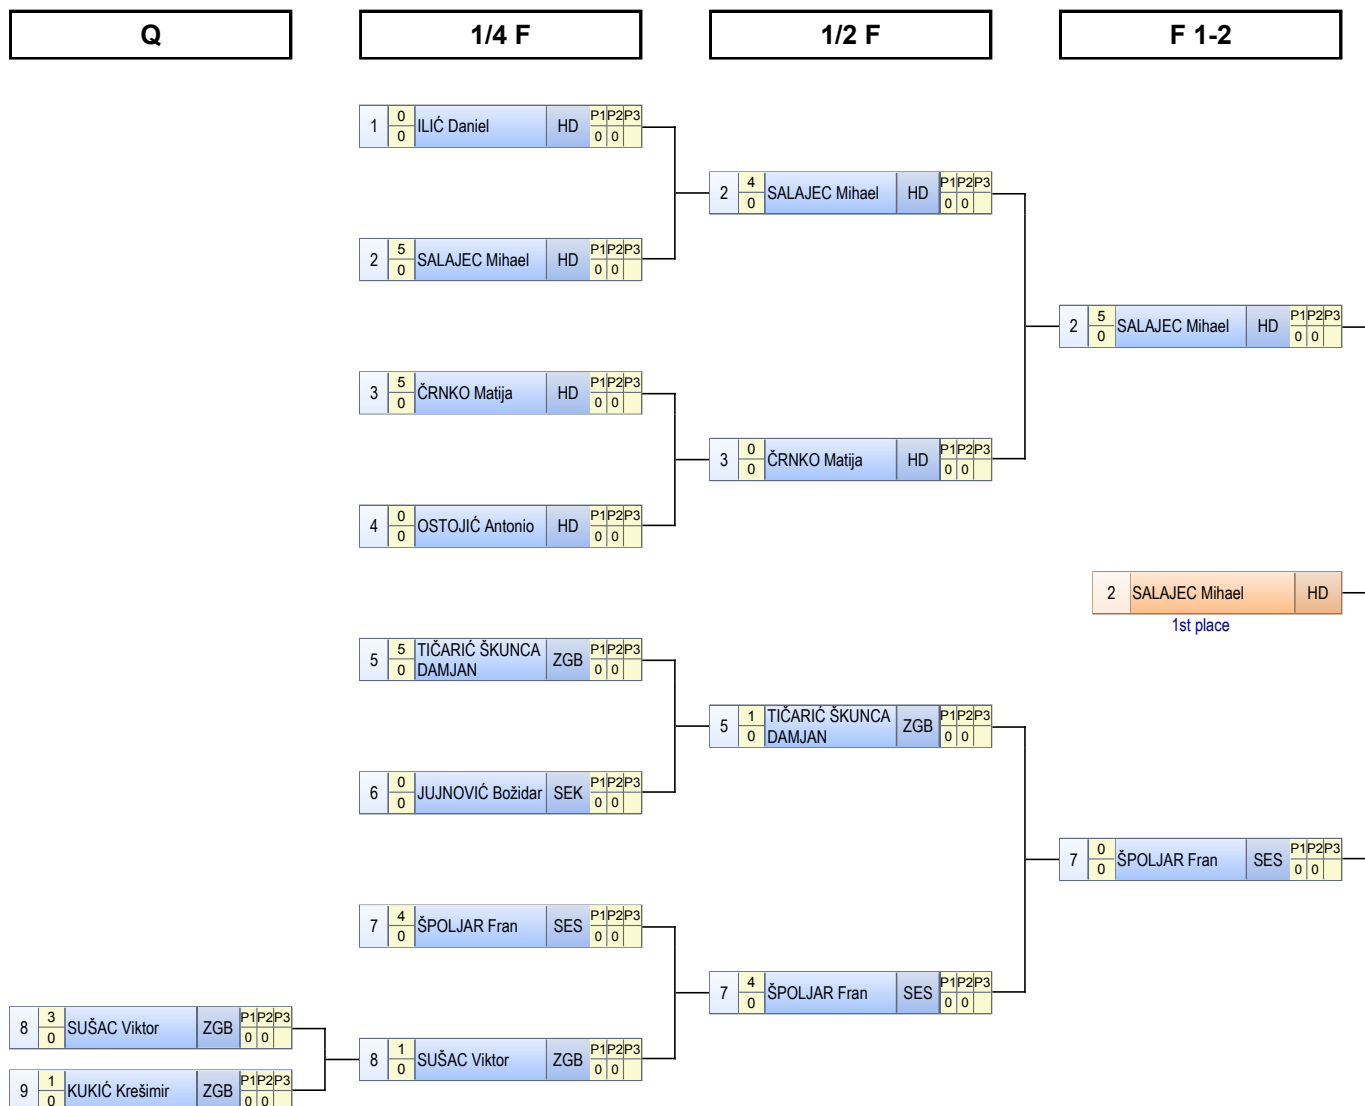 Q 1/4 F 1/2 F F 1-2
1 0 0 ILIĆ Daniel HD P1 P2 P3 0 0
2 4 0 SALAJEC Mihael HD P1 P2 P3 0 0
2 5 0 SALAJEC Mihael HD P1 P2 P3 0 0
2 5 0 SALAJEC Mihael HD P1 P2 P3 0 0
3 5 0 ČRNKO Matija HD P1 P2 P3 0 0
3 0 0 ČRNKO Matija HD P1 P2 P3 0 0
4 0 0 OSTOJIĆ Antonio HD P1 P2 P3 0 0
2 SALAJEC Mihael HD
1st place
5 5 0 TIČARIĆ ŠKUNCA
DAMJAN ZGB P1 P2 P3 0 0
5 1 0 TIČARIĆ ŠKUNCA
DAMJAN ZGB P1 P2 P3 0 0
6 0 0 JUJNOVIĆ Božidar SEK P1 P2 P3 0 0
7 0 0 ŠPOLJAR Fran SES P1 P2 P3 0 0
7 4 0 ŠPOLJAR Fran SES P1 P2 P3 0 0
7 4 0 ŠPOLJAR Fran SES P1 P2 P3 0 0
8 3 0 SUŠAC Viktor ZGB P1 P2 P3 0 0
8 1 0 SUŠAC Viktor ZGB P1 P2 P3 0 0
9 1 0 KUKIĆ Krešimir ZGB P1 P2 P3 0 0